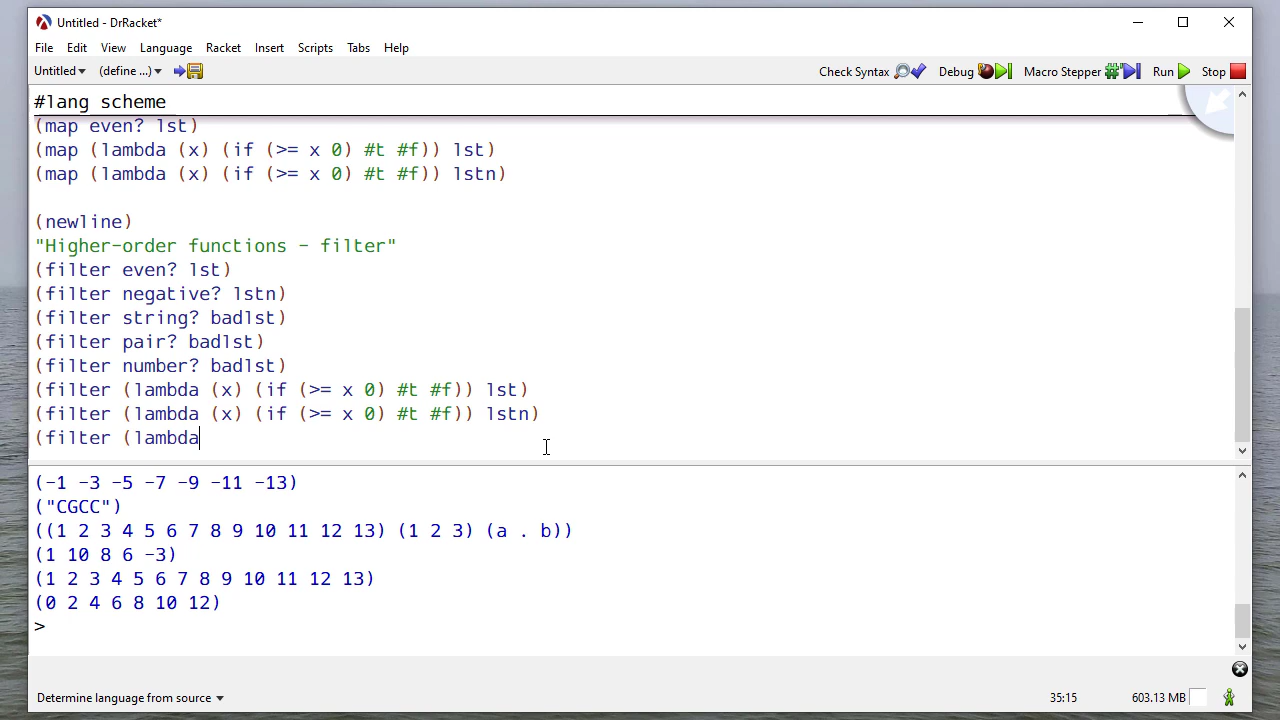 Untitled - DrRacket*
File Edit View Language Racket Insert Scripts Tabs Help
Untitled (define ...) Check Syntax Debug Macro Stepper Run Stop
#lang scheme
(map even? lst)
(map (lambda (x) (if (>= x 0) #t #f)) lst)
(map (lambda (x) (if (>= x 0) #t #f)) lstn)
(newline)
"Higher-order functions - filter"
(filter even? lst)
(filter negative? lstn)
(filter string? badlst)
(filter pair? badlst)
(filter number? badlst)
(filter (lambda (x) (if (>= x 0) #t #f)) lst)
(filter (lambda (x) (if (>= x 0) #t #f)) lstn)
(filter (lambda
(-1 -3 -5 -7 -9 -11 -13)
("CGCC")
((1 2 3 4 5 6 7 8 9 10 11 12 13) (1 2 3) (a . b))
(1 10 8 6 -3)
(1 2 3 4 5 6 7 8 9 10 11 12 13)
(0 2 4 6 8 10 12)
>
Determine language from source 35:15 603.13 MB